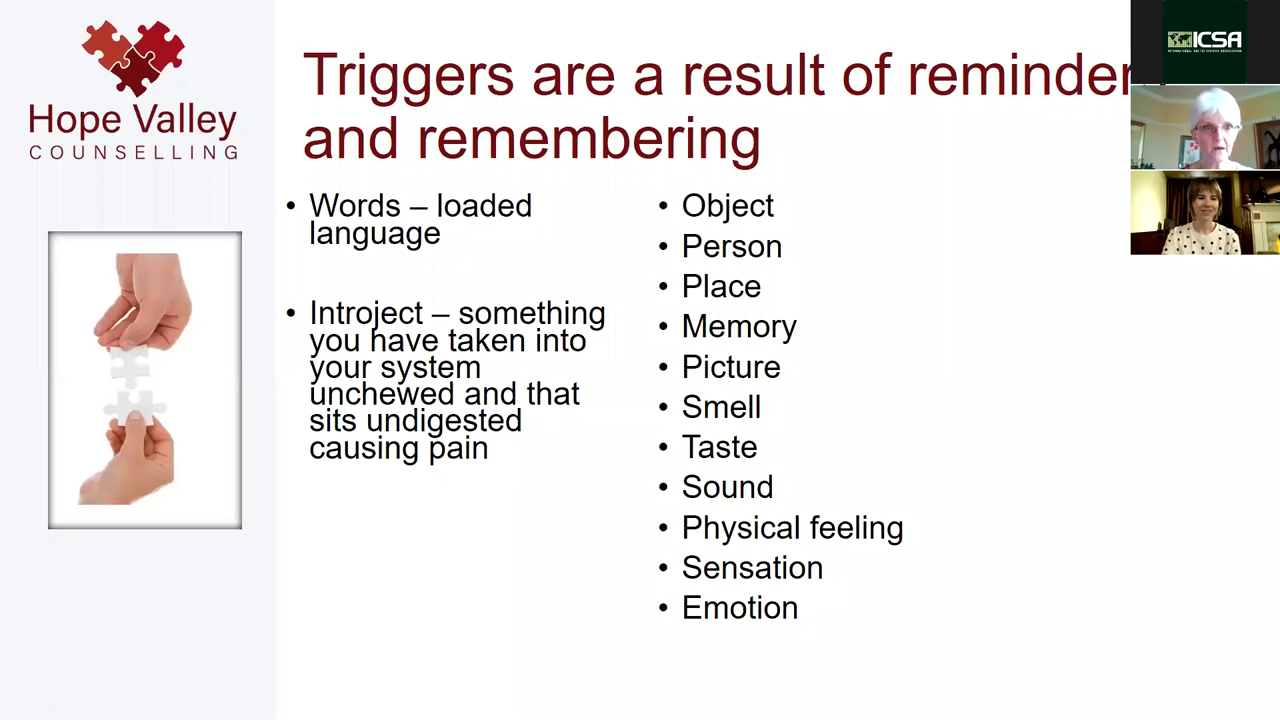 Hope Valley
COUNSELLING
Triggers are a result of
and remembering
• Words – loaded
language
• Introject – something
you have taken into
your system
unchewed and that
sits undigested
causing pain
• Object
• Person
• Place
• Memory
• Picture
• Smell
• Taste
• Sound
• Physical feeling
• Sensation
• Emotion
ICSA